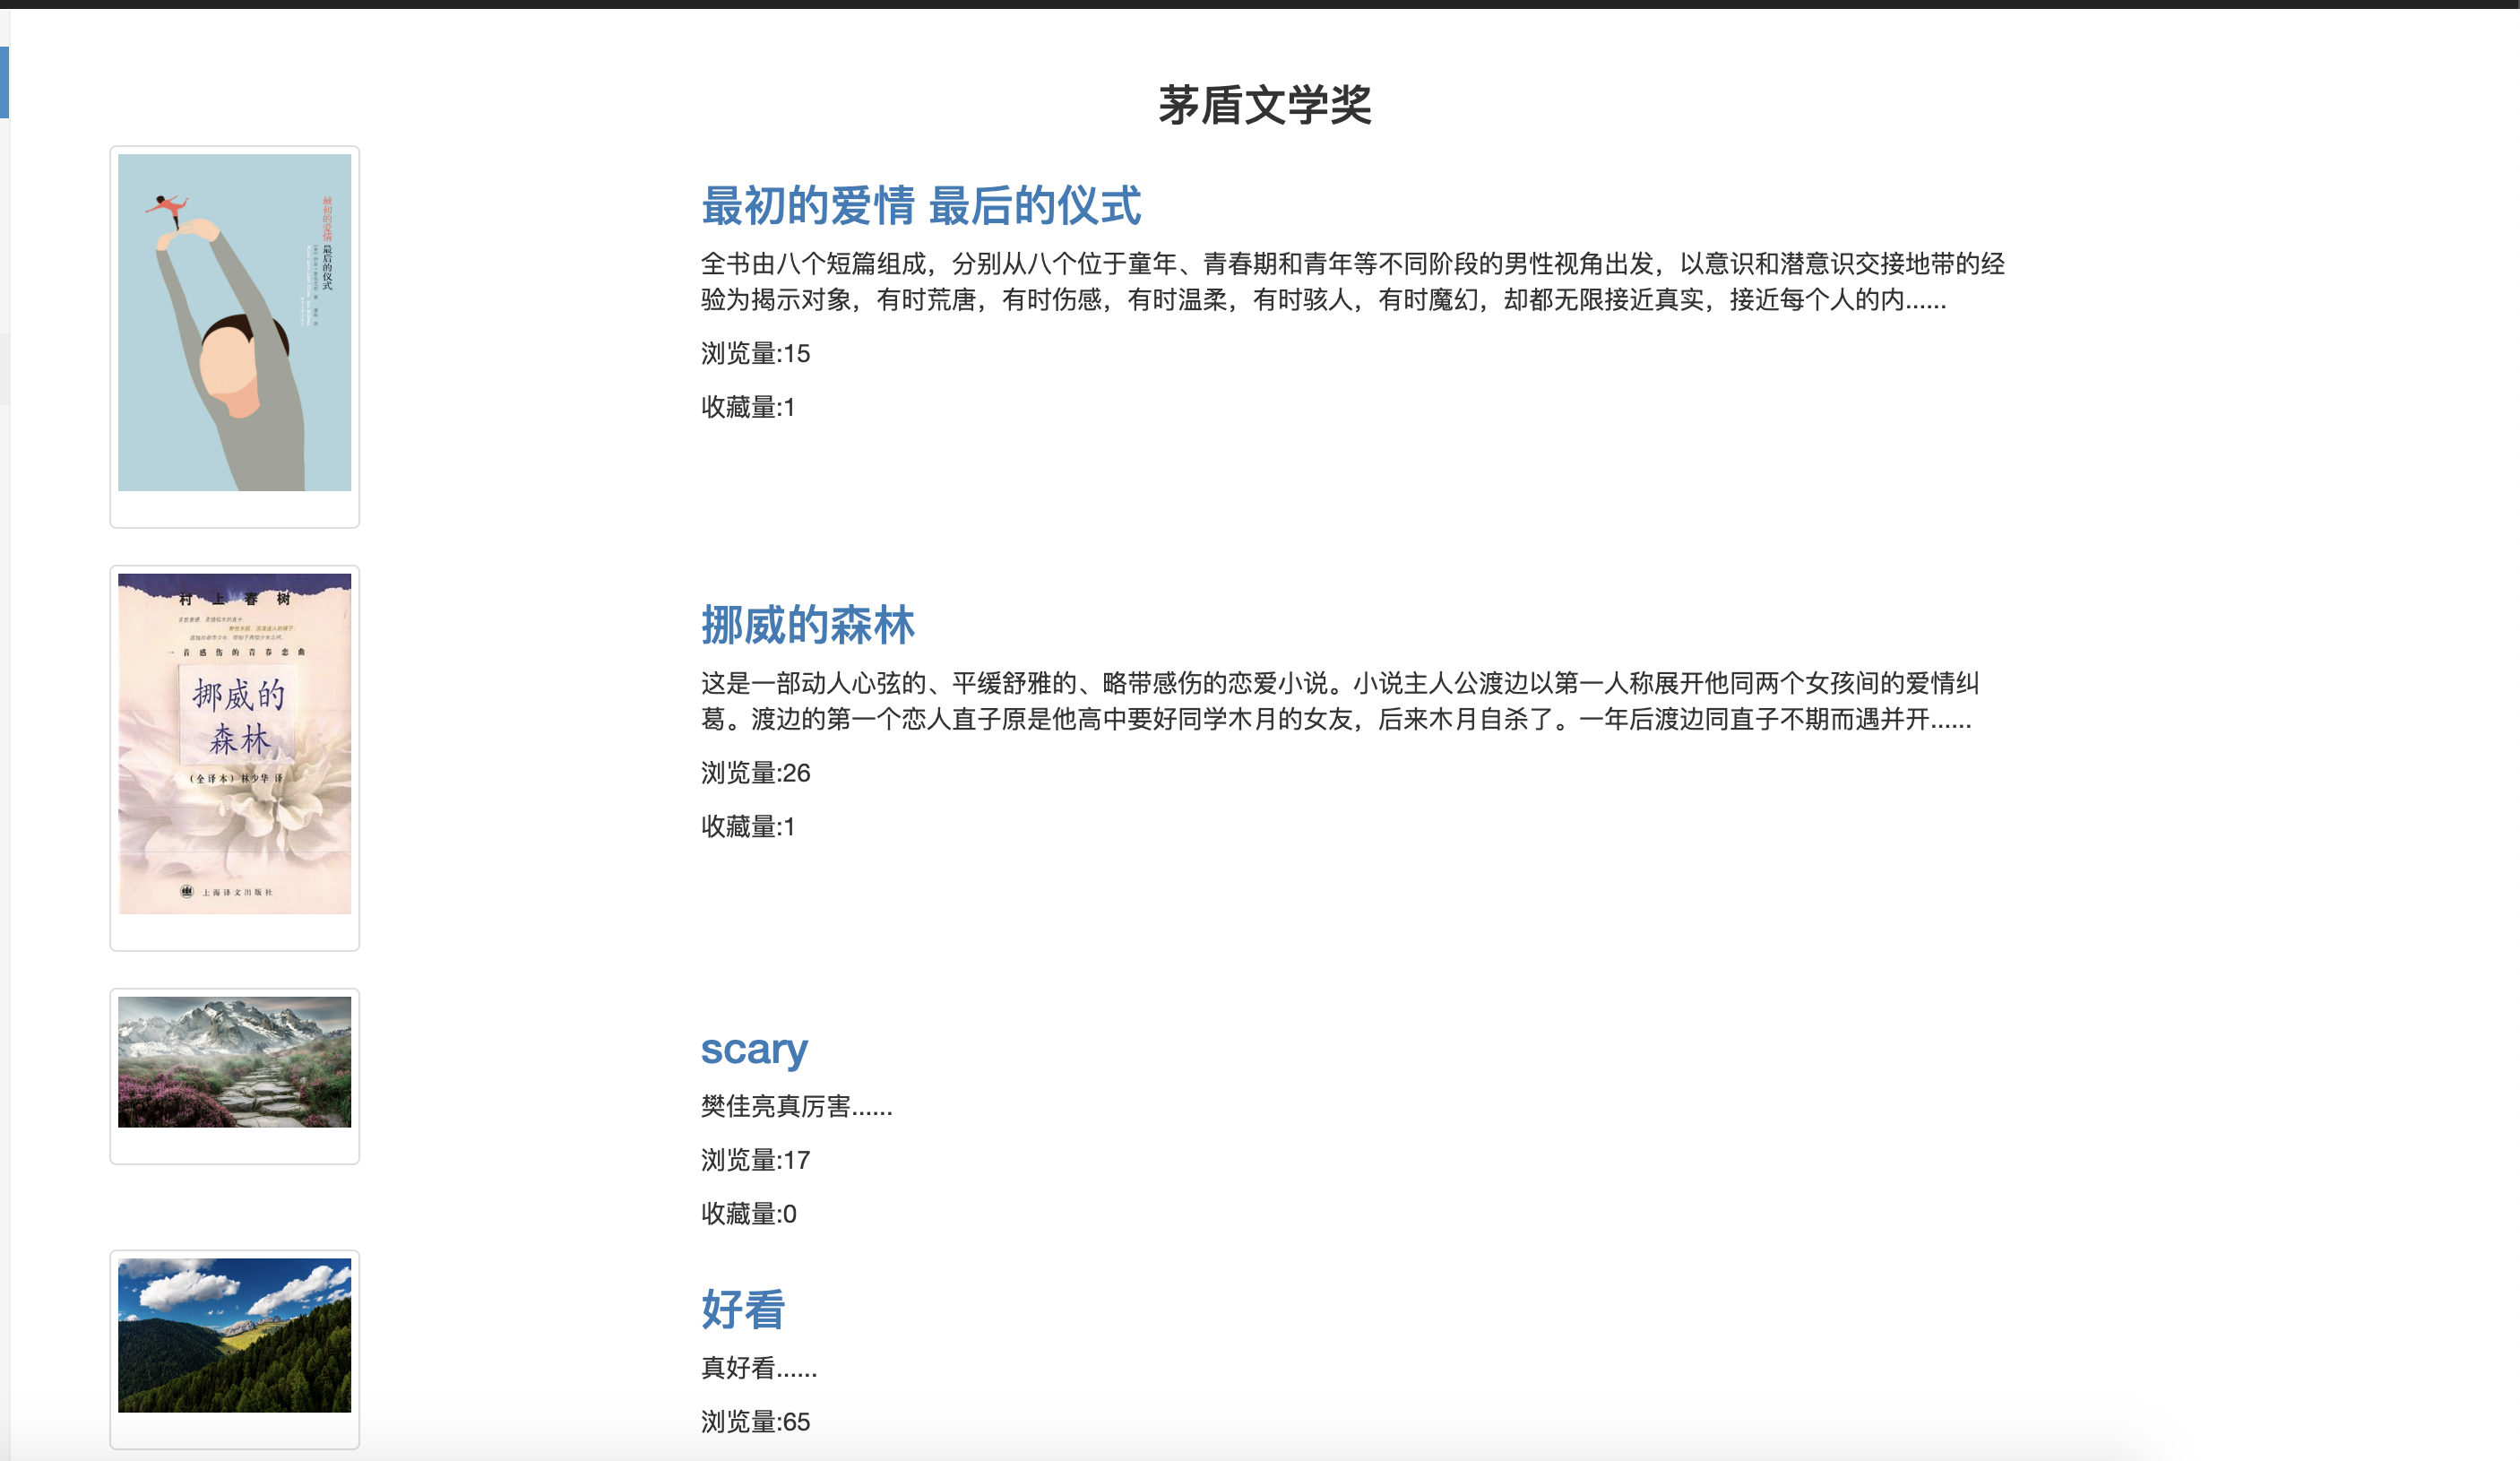 茅盾文学奖
最初的爱情
最后的仪式
最初的爱情 最后的仪式
全书由八个短篇组成，分别从八个位于童年、青春期和青年等不同阶段的男性视角出发，以意识和潜意识交接地带的经
验为揭示对象，有时荒唐，有时伤感，有时温柔，有时骇人，有时魔幻，却都无限接近真实，接近每个人的内......
浏览量:15
收藏量:1
村上春树
一首感伤的青春恋曲
挪威的
森林
（全译本）林少华 译
上海译文出版社
挪威的森林
这是一部动人心弦的、平缓舒雅的、略带感伤的恋爱小说。小说主人公渡边以第一人称展开他同两个女孩间的爱情纠
葛。渡边的第一个恋人直子原是他高中要好同学木月的女友，后来木月自杀了。一年后渡边同直子不期而遇并开......
浏览量:26
收藏量:1
scary
樊佳亮真厉害......
浏览量:17
收藏量:0
好看
真好看......
浏览量:65